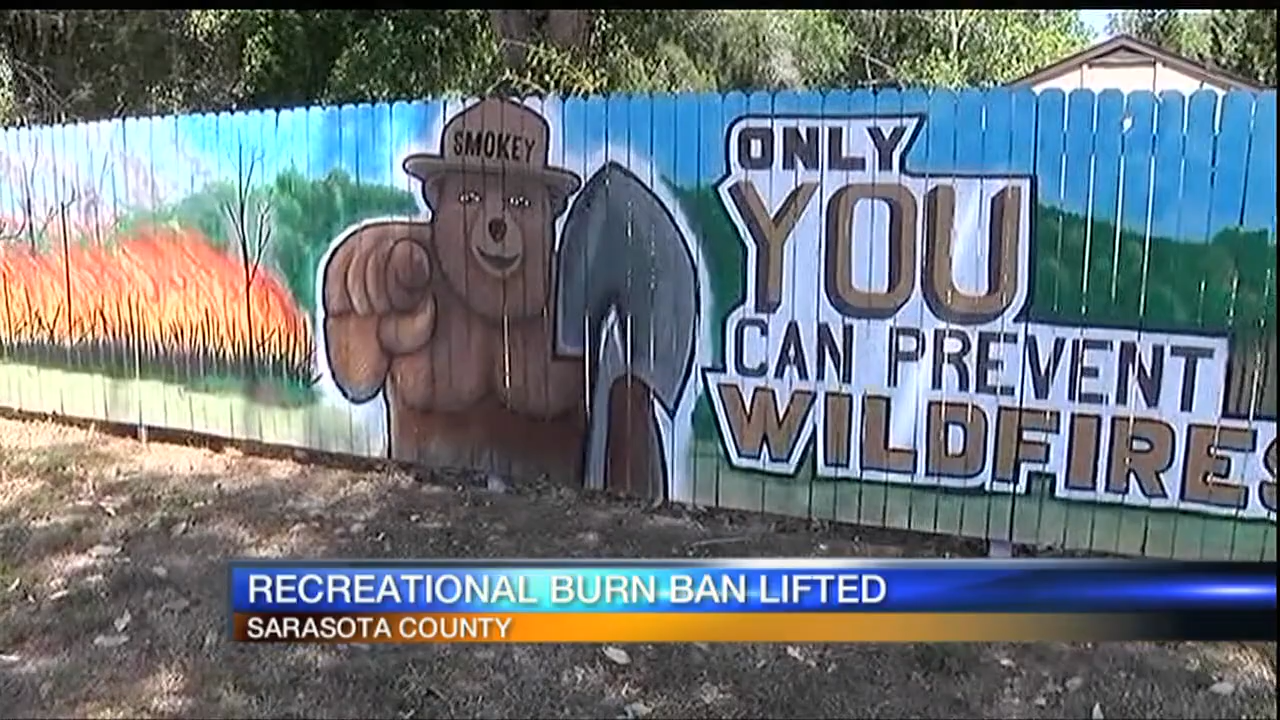 SMOKEY
ONLY
YOU
CAN PREVENT
WILDFIRES
RECREATIONAL BURN BAN LIFTED
SARASOTA COUNTY